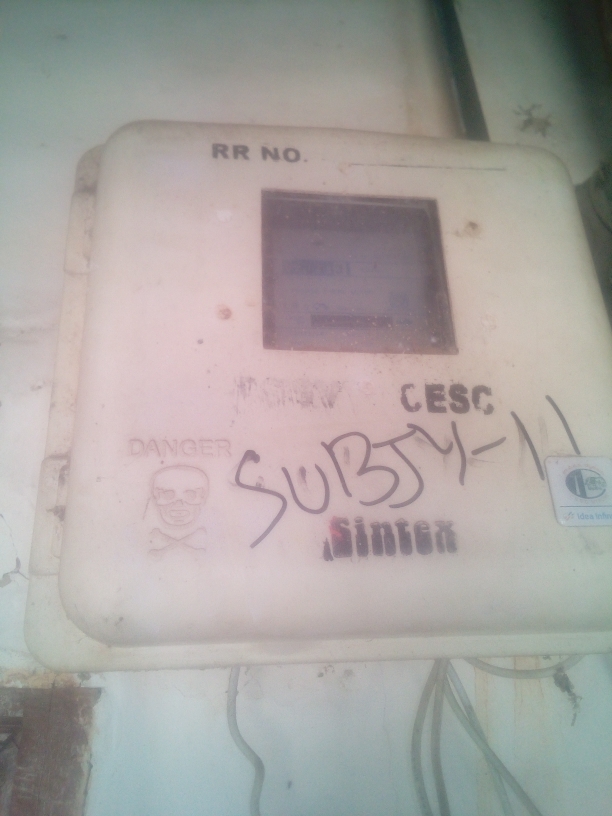 RR NO.
CESC
DANGER
SUBJY-11
Sintex